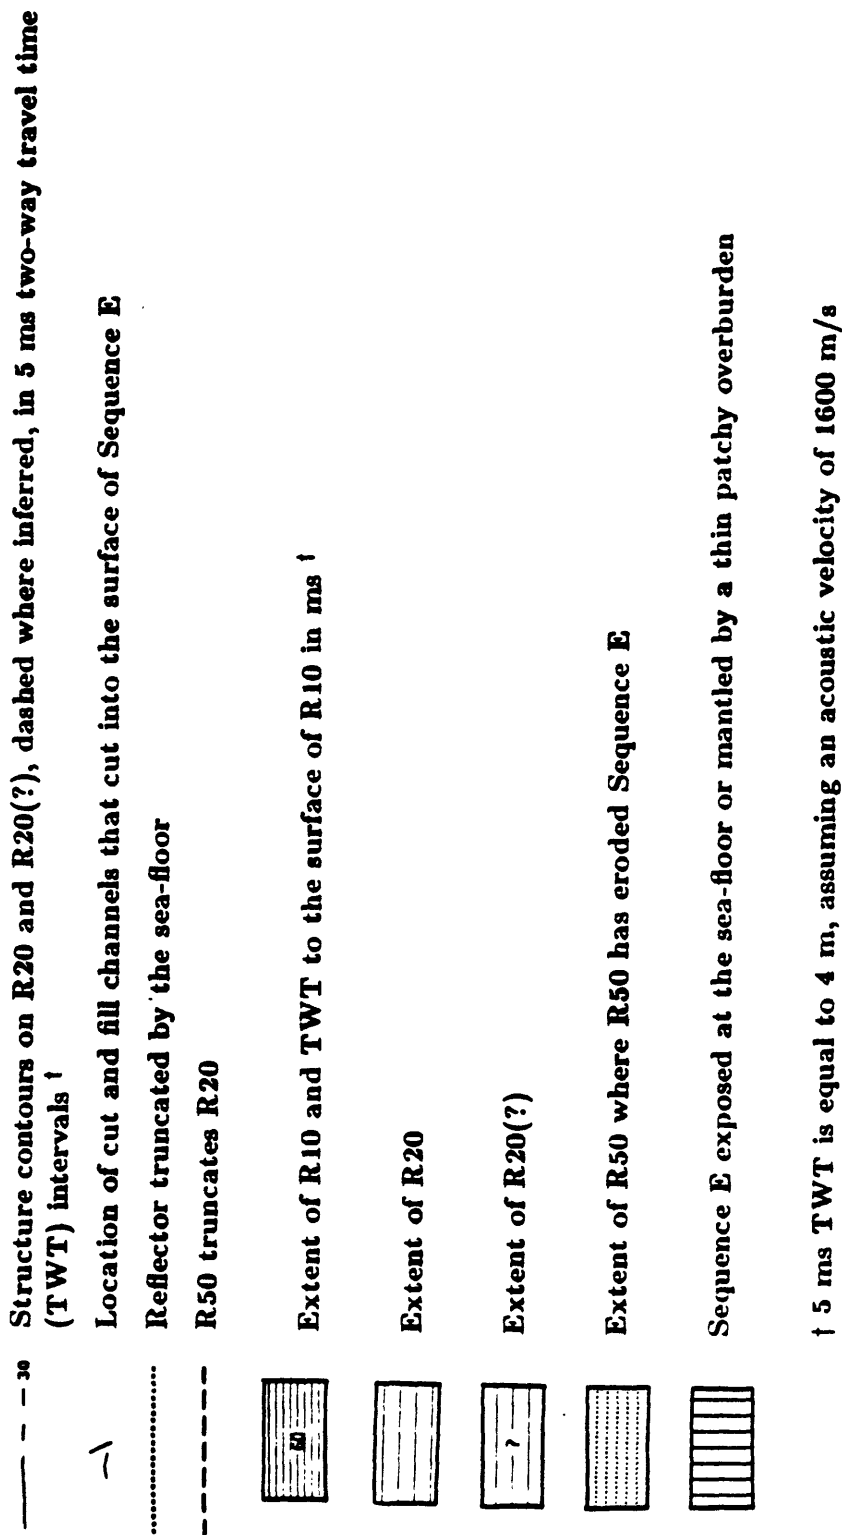 30 Structure contours on R20 and R20(?), dashed where inferred, in 5 ms two-way travel time
(TWT) intervals †
Location of cut and fill channels that cut into the surface of Sequence E
Reflector truncated by the sea-floor
R50 truncates R20
60 Extent of R10 and TWT to the surface of R10 in ms †
Extent of R20
? Extent of R20(?)
Extent of R50 where R50 has eroded Sequence E
Sequence E exposed at the sea-floor or mantled by a thin patchy overburden
† 5 ms TWT is equal to 4 m, assuming an acoustic velocity of 1600 m/s